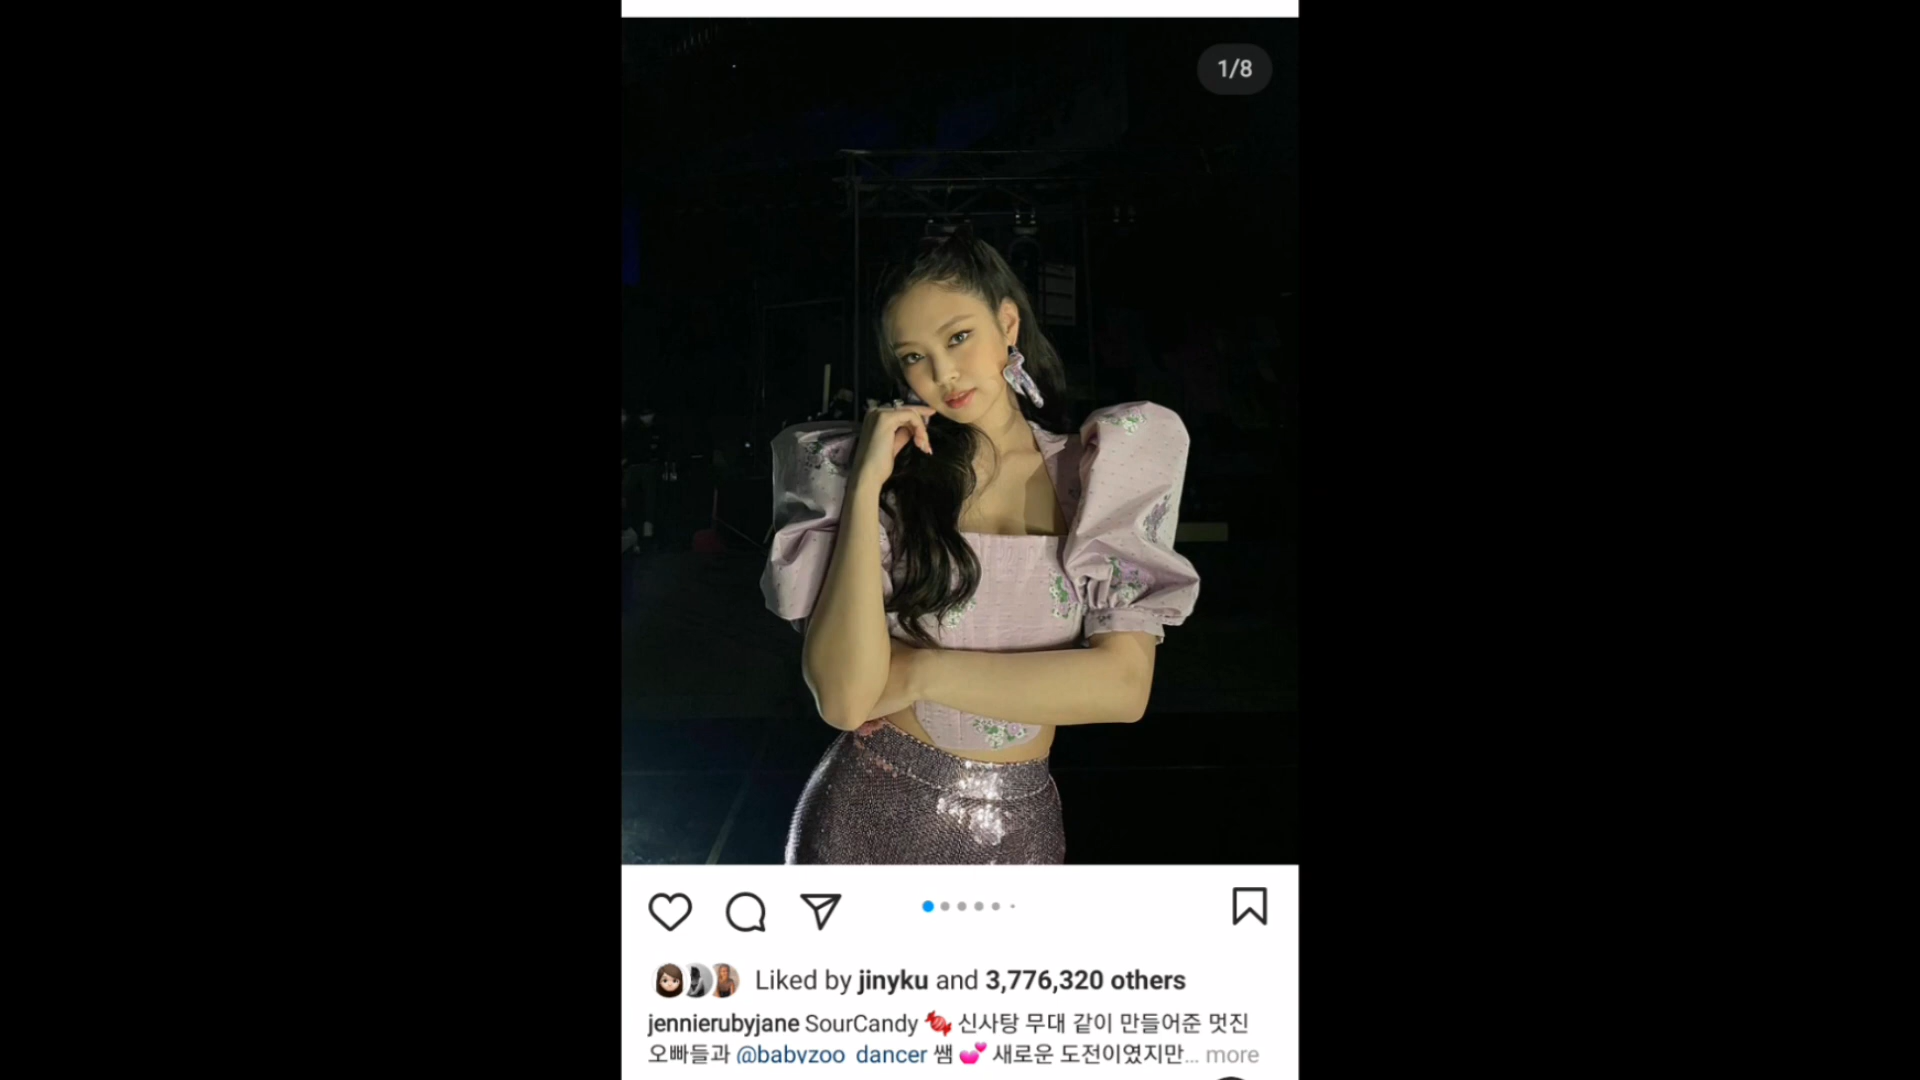 1/8
Liked by jinyku and 3,776,320 others
jennierubyjane SourCandy 🍬 신사탕 무대 같이 만들어준 멋진
오빠들과 @babyzoo_dancer 쌤 💕 새로운 도전이였지만... more